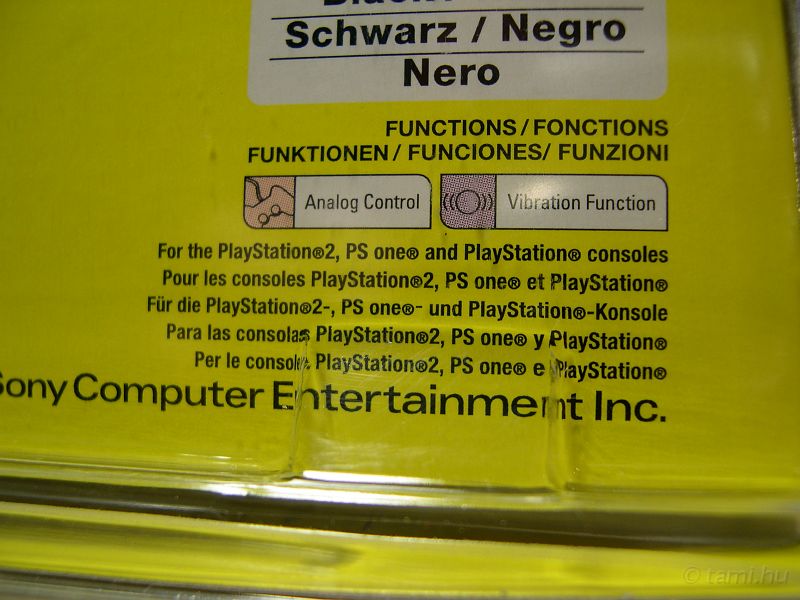 Schwarz / Negro
Nero
FUNCTIONS / FONCTIONS
FUNKTIONEN / FUNCIONES/ FUNZIONI
Analog Control
Vibration Function
For the PlayStation®2, PS one® and PlayStation® consoles
Pour les consoles PlayStation®2, PS one® et PlayStation®
Für die PlayStation®2-, PS one®- und PlayStation®-Konsole
Para las consolas PlayStation®2, PS one® y PlayStation®
Per le console PlayStation®2, PS one® e PlayStation®
Sony Computer Entertainment Inc.
© tami.hu